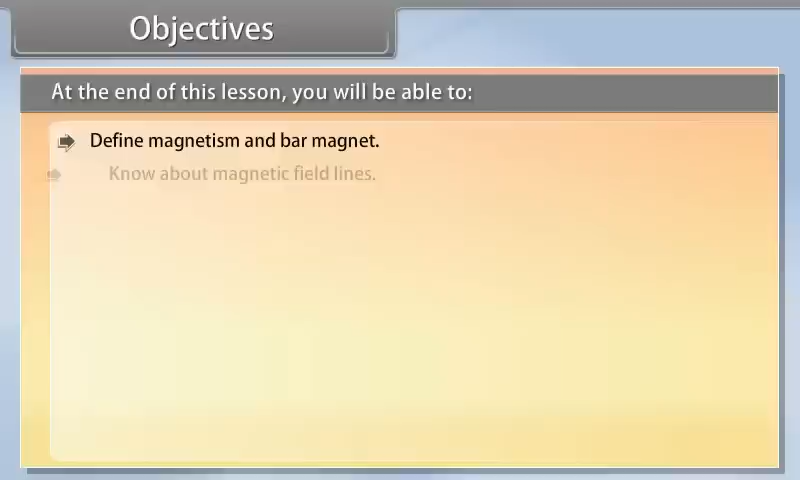 Objectives
At the end of this lesson, you will be able to:
Define magnetism and bar magnet.
Know about magnetic field lines.